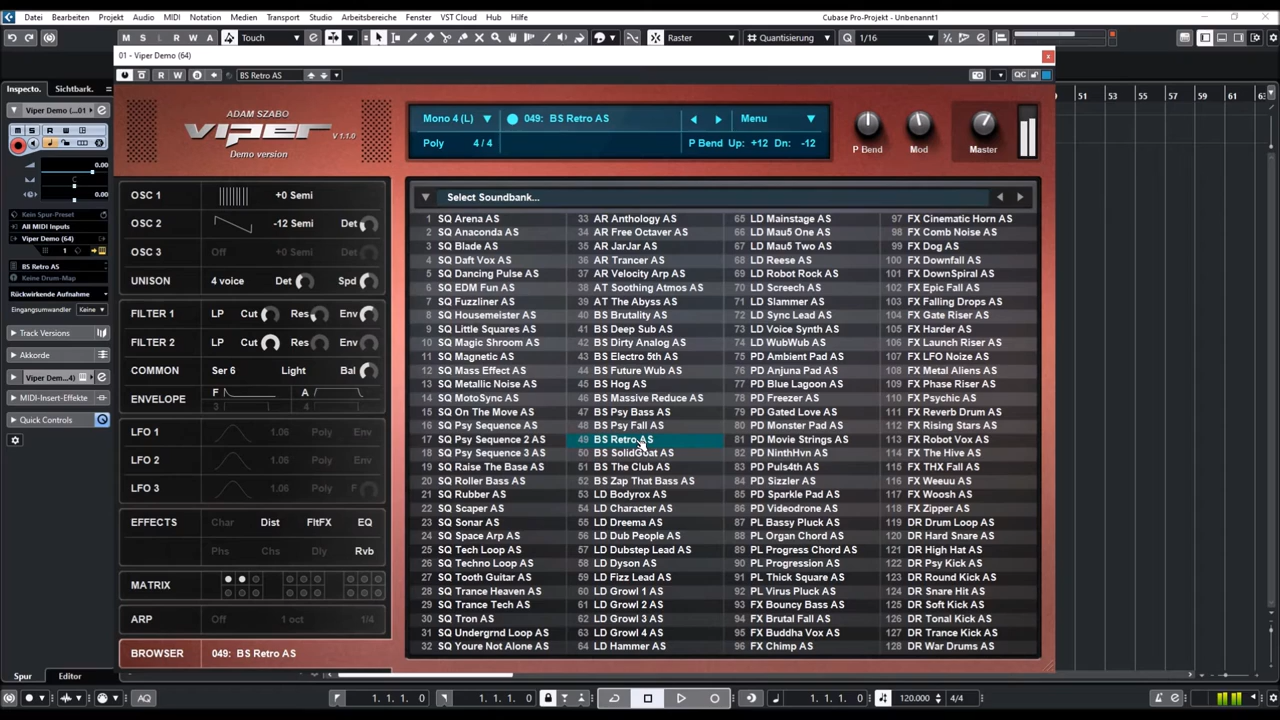 Datei Bearbeiten Projekt Audio MIDI Notation Medien Transport Studio Arbeitsbereiche Fenster VST Cloud Hub Hilfe Cubase Pro-Projekt - Unbenannt1
M S L R W A Touch Raster Quantisierung Q 1/16
01 - Viper Demo (64)
R W BS Retro AS QC
Inspecto. Sichtbark.
Viper Demo (...01
0.00
0.00
Kein Spur-Preset
All MIDI Inputs
Viper Demo (64)
1
BS Retro AS
Keine Drum-Map
Rückwirkende Aufnahme
Eingangsumwandler Keine
Track Versions
Akkorde
Viper Dem...4)
MIDI-Insert-Effekte
Quick Controls
51 53 55 57 59 61 63
ADAM SZABO
viper V 1.1.0
Demo version
Mono 4 (L) 049: BS Retro AS Menu
Poly 4 / 4 P Bend Up: +12 Dn: -12
P Bend Mod Master
OSC 1 +0 Semi
OSC 2 -12 Semi Det
OSC 3 Off +0 Semi
UNISON 4 voice Det Spd
FILTER 1 LP Cut Res Env
FILTER 2 LP Cut Res Env
COMMON Ser 6 Light Bal
ENVELOPE F A
3 4
LFO 1 1.06 Poly
LFO 2 1.06 Poly
LFO 3 1.06 Poly F
EFFECTS Char Dist FltFX EQ
Phs Chs Dly Rvb
MATRIX
ARP Off 1 oct 1/4
BROWSER 049: BS Retro AS
Select Soundbank...
1 SQ Arena AS 33 AR Anthology AS 65 LD Mainstage AS 97 FX Cinematic Horn AS
2 SQ Anaconda AS 34 AR Free Octaver AS 66 LD Mau5 One AS 98 FX Comb Noise AS
3 SQ Blade AS 35 AR JarJar AS 67 LD Mau5 Two AS 99 FX Dog AS
4 SQ Daft Vox AS 36 AR Trancer AS 68 LD Reese AS 100 FX Downfall AS
5 SQ Dancing Pulse AS 37 AR Velocity Arp AS 69 LD Robot Rock AS 101 FX DownSpiral AS
6 SQ EDM Fun AS 38 AT Soothing Atmos AS 70 LD Screech AS 102 FX Epic Fall AS
7 SQ Fuzzliner AS 39 AT The Abyss AS 71 LD Slammer AS 103 FX Falling Drops AS
8 SQ Housemeister AS 40 BS Brutality AS 72 LD Sync Lead AS 104 FX Gate Riser AS
9 SQ Little Squares AS 41 BS Deep Sub AS 73 LD Voice Synth AS 105 FX Harder AS
10 SQ Magic Shroom AS 42 BS Dirty Analog AS 74 LD WubWub AS 106 FX Launch Riser AS
11 SQ Magnetic AS 43 BS Electro 5th AS 75 PD Ambient Pad AS 107 FX LFO Noize AS
12 SQ Mass Effect AS 44 BS Future Wub AS 76 PD Anjuna Pad AS 108 FX Metal Aliens AS
13 SQ Metallic Noise AS 45 BS Hog AS 77 PD Blue Lagoon AS 109 FX Phase Riser AS
14 SQ MotoSync AS 46 BS Massive Reduce AS 78 PD Freezer AS 110 FX Psychic AS
15 SQ On The Move AS 47 BS Psy Bass AS 79 PD Gated Love AS 111 FX Reverb Drum AS
16 SQ Psy Sequence AS 48 BS Psy Fall AS 80 PD Monster Pad AS 112 FX Rising Stars AS
17 SQ Psy Sequence 2 AS 49 BS Retro AS 81 PD Movie Strings AS 113 FX Robot Vox AS
18 SQ Psy Sequence 3 AS 50 BS SolidGoat AS 82 PD NinthHvn AS 114 FX The Hive AS
19 SQ Raise The Base AS 51 BS The Club AS 83 PD Puls4th AS 115 FX THX Fall AS
20 SQ Roller Bass AS 52 BS Zap That Bass AS 84 PD Sizzler AS 116 FX Weeuu AS
21 SQ Rubber AS 53 LD Bodyrox AS 85 PD Sparkle Pad AS 117 FX Woosh AS
22 SQ Scaper AS 54 LD Character AS 86 PD Videodrone AS 118 FX Zipper AS
23 SQ Sonar AS 55 LD Dreema AS 87 PL Bassy Pluck AS 119 DR Drum Loop AS
24 SQ Space Arp AS 56 LD Dub People AS 88 PL Organ Chord AS 120 DR Hard Snare AS
25 SQ Tech Loop AS 57 LD Dubstep Lead AS 89 PL Progress Chord AS 121 DR High Hat AS
26 SQ Techno Loop AS 58 LD Dyson AS 90 PL Progression AS 122 DR Psy Kick AS
27 SQ Tooth Guitar AS 59 LD Fizz Lead AS 91 PL Thick Square AS 123 DR Round Kick AS
28 SQ Trance Heaven AS 60 LD Growl 1 AS 92 PL Virus Pluck AS 124 DR Snare Hit AS
29 SQ Trance Tech AS 61 LD Growl 2 AS 93 FX Bouncy Bass AS 125 DR Soft Kick AS
30 SQ Tron AS 62 LD Growl 3 AS 94 FX Brutal Fall AS 126 DR Tonal Kick AS
31 SQ Undergrnd Loop AS 63 LD Growl 4 AS 95 FX Buddha Vox AS 127 DR Trance Kick AS
32 SQ Youre Not Alone AS 64 LD Hammer AS 96 FX Chimp AS 128 DR War Drums AS
Spur Editor
AQ 1. 1. 1. 0 1. 1. 1. 0 1. 1. 1. 0 120.000 4/4